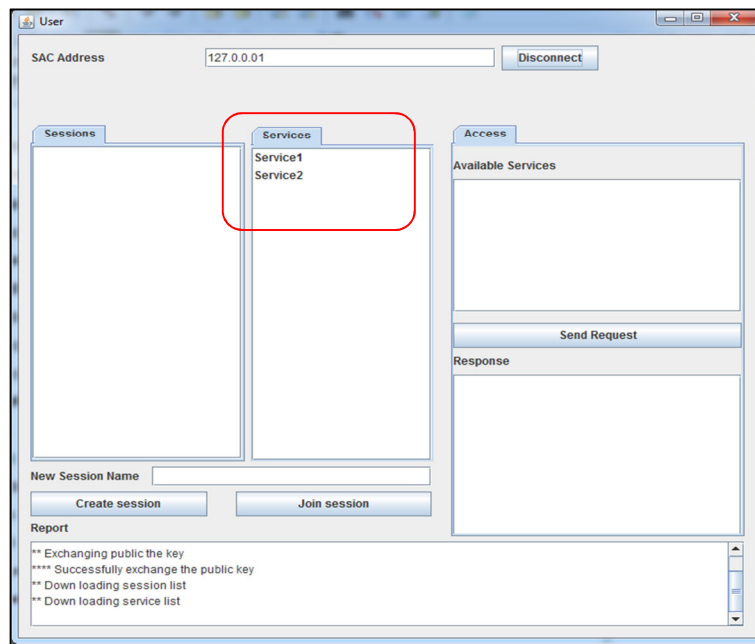 User
SAC Address
127.0.0.01
Disconnect
Sessions
Services
Service1
Service2
Access
Available Services
Send Request
Response
New Session Name
Create session
Join session
Report
** Exchanging public the key
**** Successfully exchange the public key
** Down loading session list
** Down loading service list